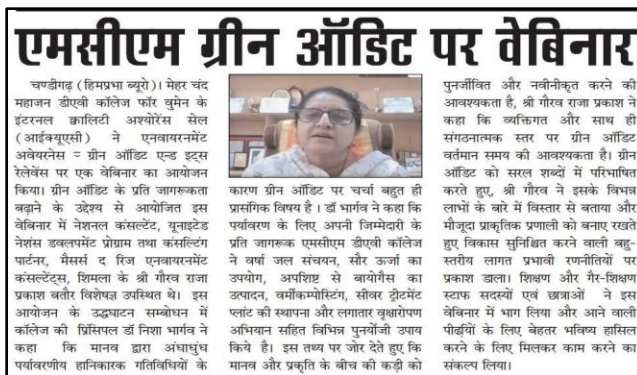 एमसीएम ग्रीन ऑडिट पर वेबिनार
चण्डीगढ़ (हिमप्रभा ब्यूरो)। मेहर चंद
महाजन डीएवी कॉलेज फॉर वुमेन के
इंटरनल क्वालिटी अश्योरेंस सेल
(आईक्यूएसी) ने एनवायरनमेंट
अवेयरनेस = ग्रीन ऑडिट एन्ड इट्स
रेलेवेंस पर एक वेबिनार का आयोजन
किया। ग्रीन ऑडिट के प्रति जागरूकता
बढ़ाने के उद्देश्य से आयोजित इस
वेबिनार में नेशनल कंसल्टेंट, यूनाइटेड
नेशंस डवलपमेंट प्रोग्राम तथा कंसल्टिंग
पार्टनर, मैसर्स द रिज एनवायरनमेंट
कंसल्टेंट्स, शिमला के श्री गौरव राजा
प्रकाश बतौर विशेषज्ञ उपस्थित थे। इस
आयोजन के उद्घघाटन सम्बोधन में
कॉलेज की प्रिंसिपल डॉ निशा भार्गव ने
कहा कि मानव द्वारा अंधाधुंध
पर्यावरणीय हानिकारक गतिविधियों के
कारण ग्रीन ऑडिट पर चर्चा बहुत ही
प्रासंगिक विषय है । डॉ भार्गव ने कहा कि
पर्यावरण के लिए अपनी जिम्मेदारी के
प्रति जागरूक एमसीएम डीएवी कॉलेज
ने वर्षा जल संचयन, सौर ऊर्जा का
उपयोग, अपशिष्ट से बायोगैस का
उत्पादन, वर्मीकम्पोस्टिंग, सीवर ट्रीटमेंट
प्लांट की स्थापना और लगातार वृक्षारोपण
अभियान सहित विभिन्न पुनर्योजी उपाय
किये है। इस तथ्य पर जोर देते हुए कि
मानव और प्रकृति के बीच की कड़ी को
पुनर्जीवित और नवीनीकृत करने की
आवश्यकता है, श्री गौरव राजा प्रकाश ने
कहा कि व्यक्तिगत और साथ ही
संगठनात्मक स्तर पर ग्रीन ऑडिट
वर्तमान समय की आवश्यकता है। ग्रीन
ऑडिट को सरल शब्दों में परिभाषित
करते हुए, श्री गौरव ने इसके विभन्न
लाभों के बारे में विस्तार से बताया और
मौजूदा प्राकृतिक प्रणाली को बनाए रखते
हुए विकास सुनिश्चित करने वाली बहु-
स्तरीय लागत प्रभावी रणनीतियों पर
प्रकाश डाला। शिक्षण और गैर-शिक्षण
स्टाफ सदस्यों एवं छात्राओं ने इस
वेबिनार में भाग लिया और आने वाली
पीढ़ियों के लिए बेहतर भविष्य हासिल
करने के लिए मिलकर काम करने का
संकल्प लिया।